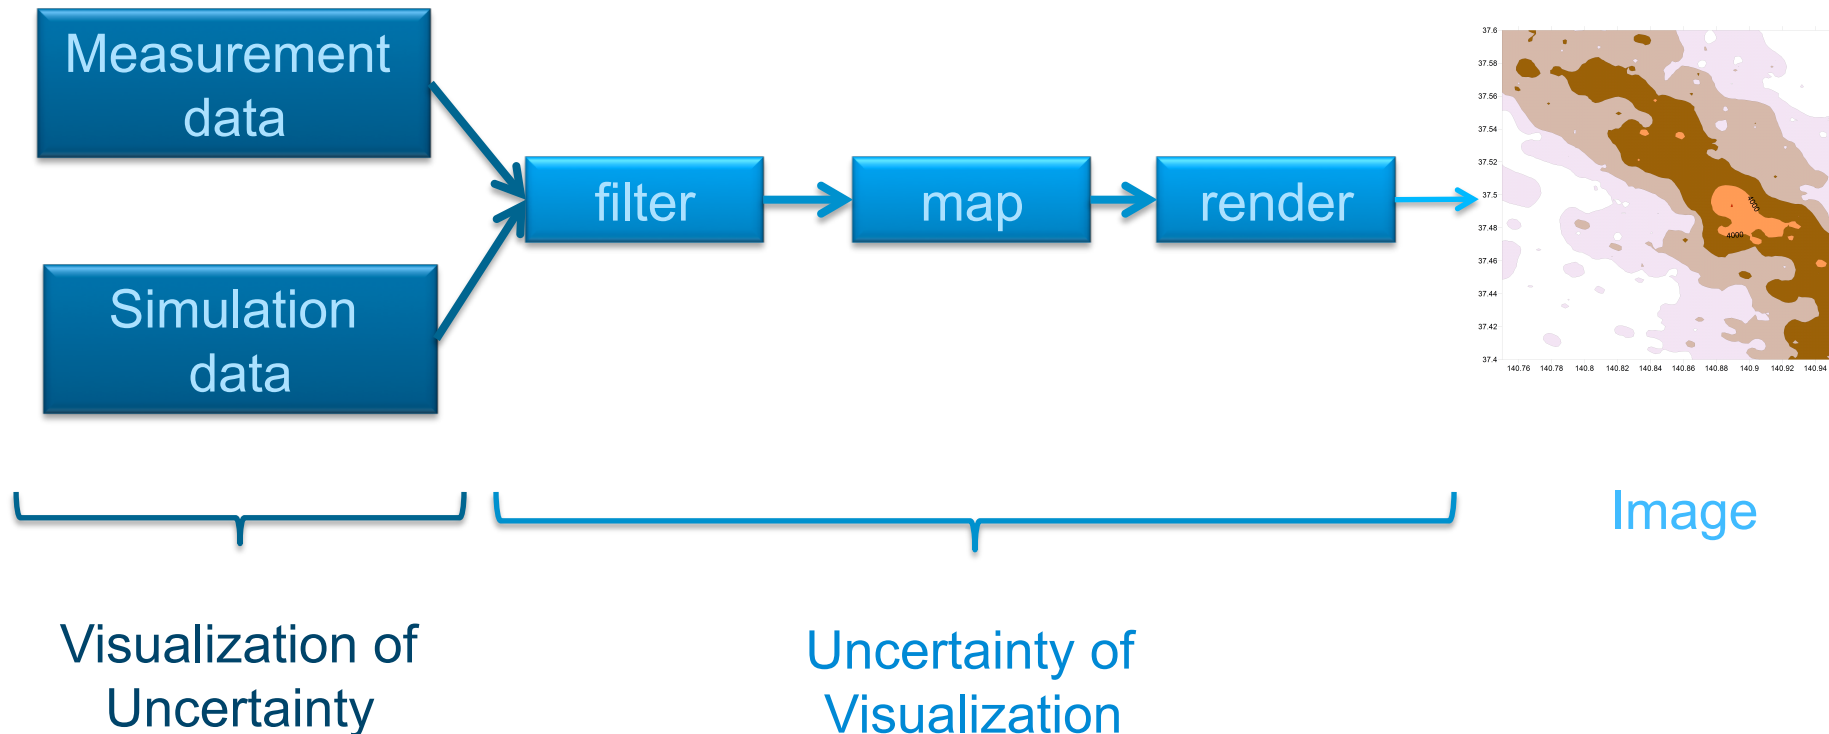 Measurement
data
Simulation
data
filter
map
render
37.6
37.58
37.56
37.54
37.52
37.5
37.48
37.46
37.44
37.42
37.4
4000
4000
140.76 140.78 140.8 140.82 140.84 140.86 140.88 140.9 140.92 140.94
Image
Visualization of
Uncertainty
Uncertainty of
Visualization